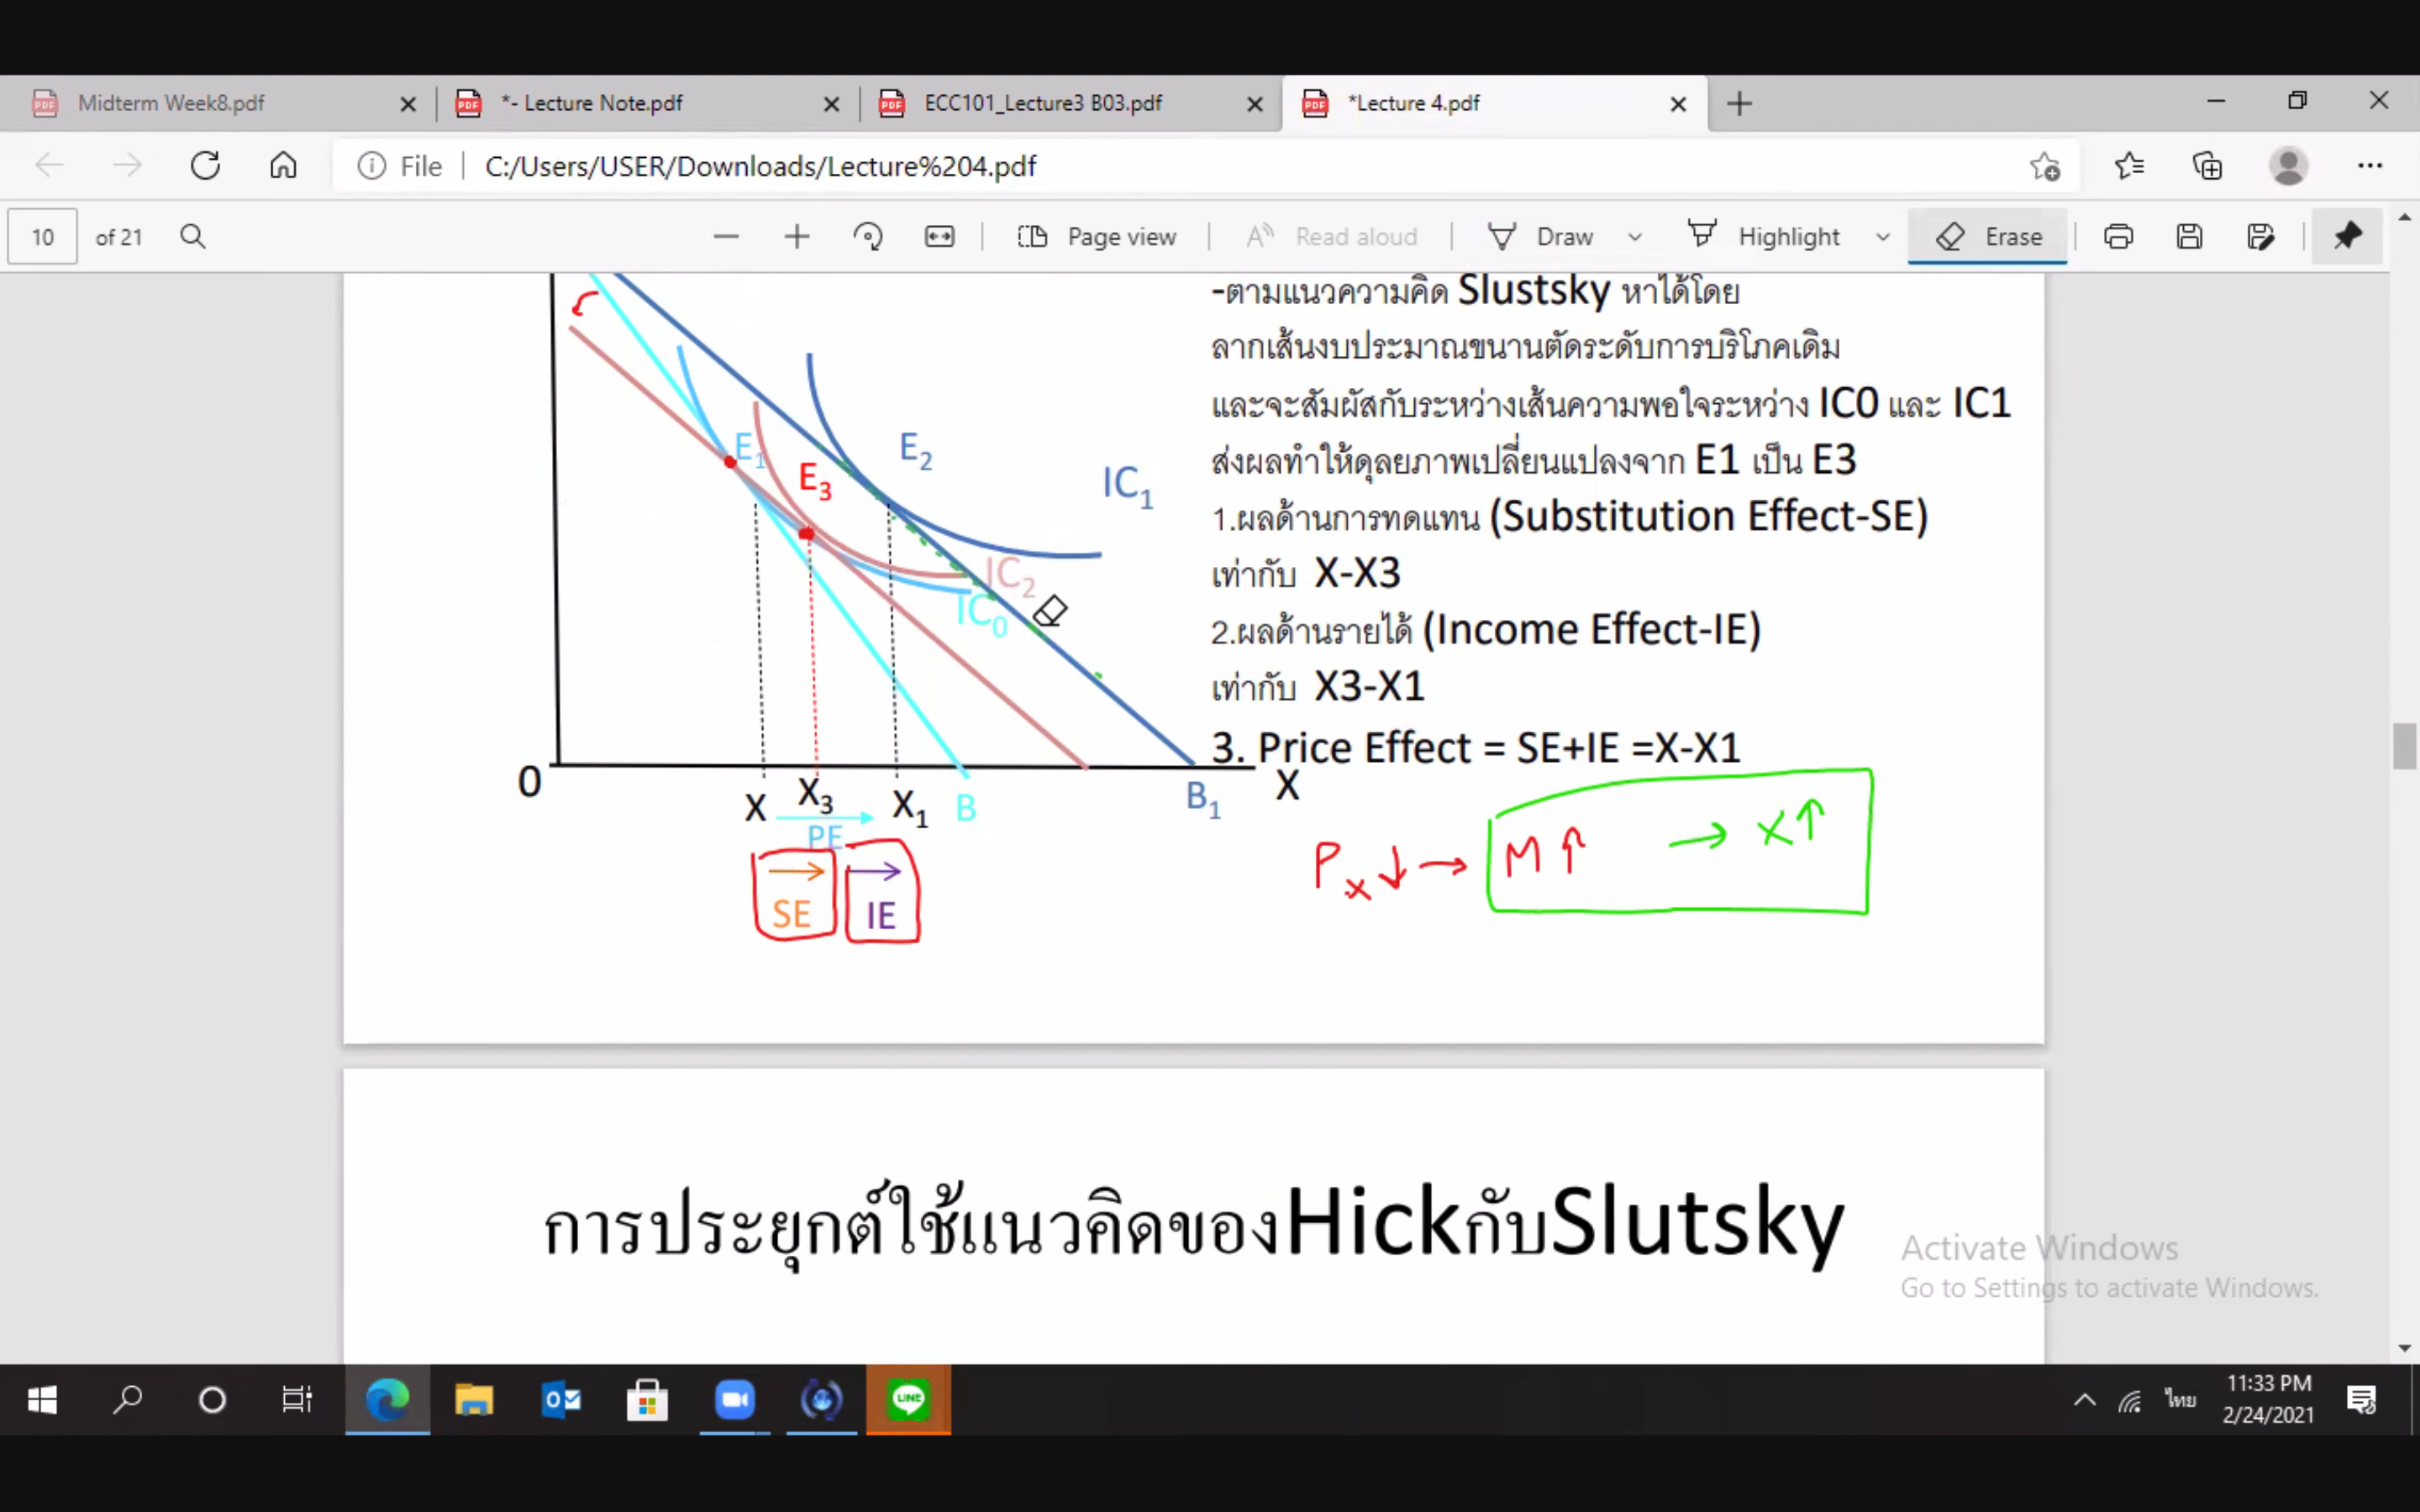 Midterm Week8.pdf
*- Lecture Note.pdf
ECC101_Lecture3 B03.pdf
*Lecture 4.pdf
File
C:/Users/USER/Downloads/Lecture%204.pdf
10 of 21
Page view
Read aloud
Draw
Highlight
Erase
-ตามแนวความคิด Slustsky หาได้โดย
ลากเส้นงบประมาณขนานตัดระดับการบริโภคเดิม
และจะสัมผัสกับระหว่างเส้นความพอใจระหว่าง IC0 และ IC1
ส่งผลทำให้ดุลยภาพเปลี่ยนแปลงจาก E1 เป็น E3
1.ผลด้านการทดแทน (Substitution Effect-SE)
เท่ากับ X-X3
2.ผลด้านรายได้ (Income Effect-IE)
เท่ากับ X3-X1
3. Price Effect = SE+IE =X-X1
E1
E3
E2
IC1
IC2
IC0
0
X
X3
X1
B
B1
X
PE
SE
IE
Px↓ → M↑ → X↑
การประยุกต์ใช้แนวคิดของHickกับSlutsky
Activate Windows
Go to Settings to activate Windows.
LINE
ไทย
11:33 PM
2/24/2021